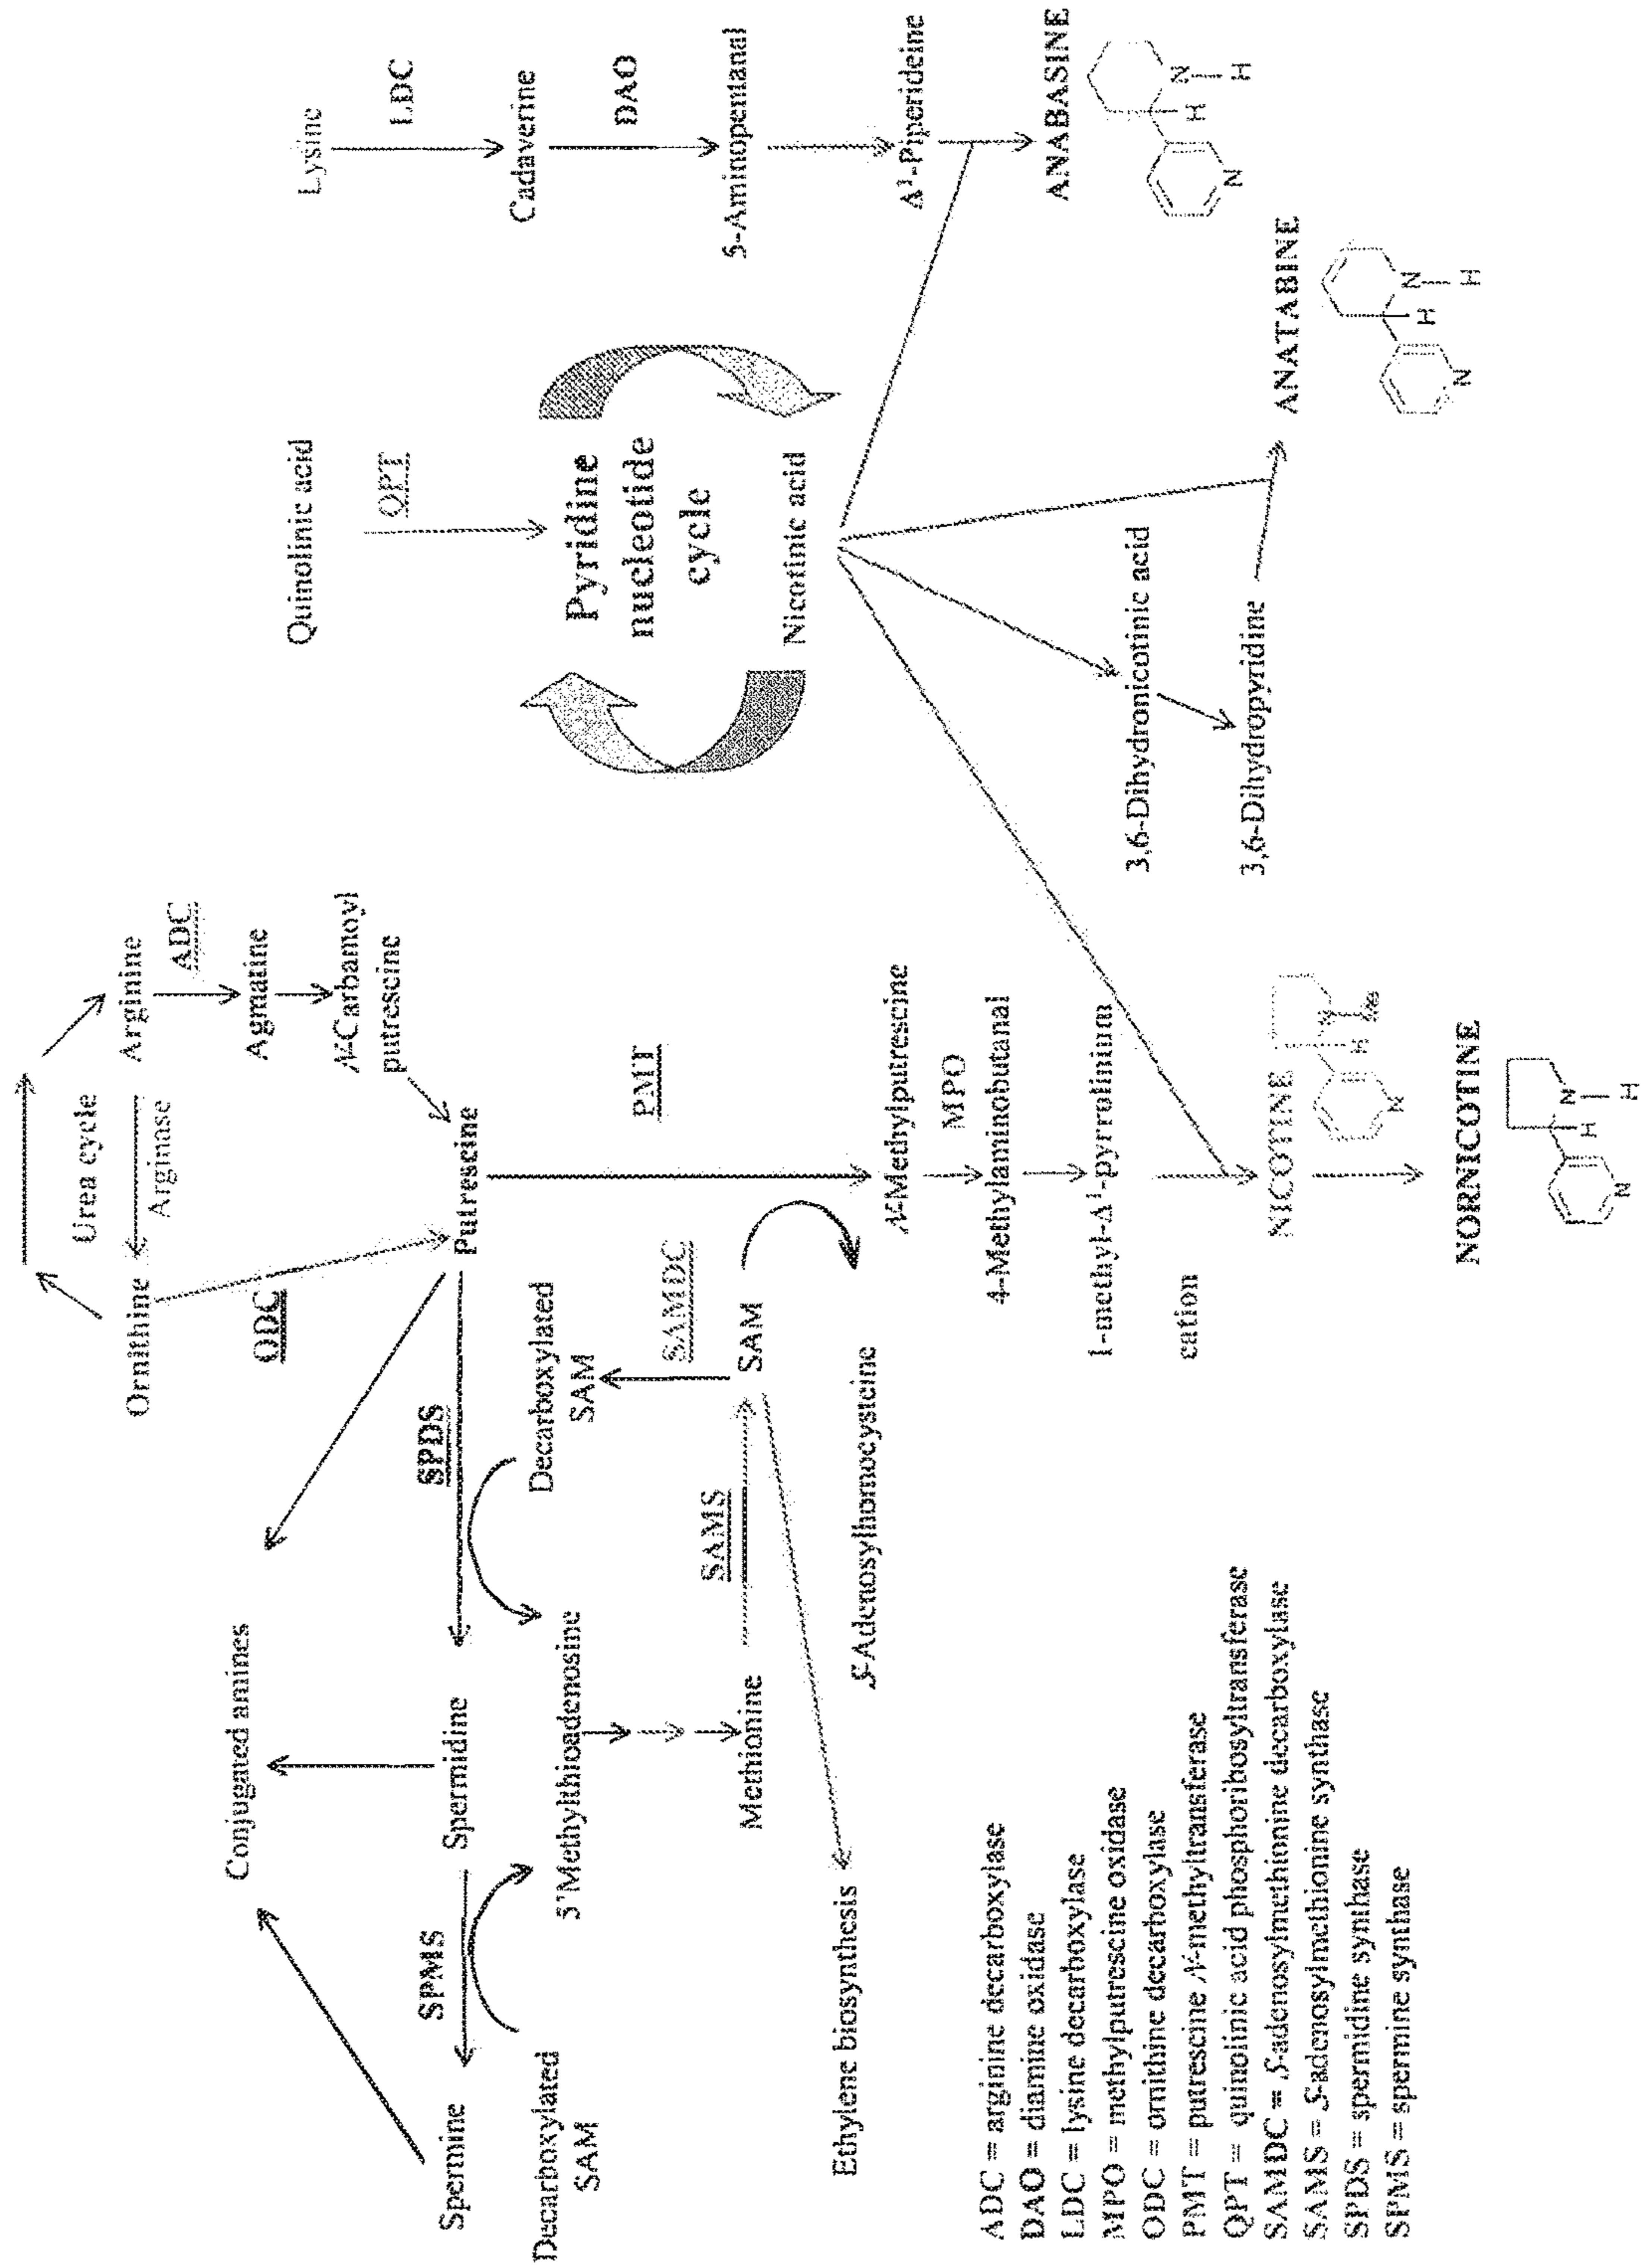 Urea cycle
Ornithine
Arginine
Arginase
ADC
Conjugated amines
ODC
Agmatine
Quinolinic acid
Lysine
N-Carbamoyl
putrescine
QPT
LDC
SPMS
SPDS
Spermine
Spermidine
Putrescine
Cadaverine
Decarboxylated
SAM
5'Methylthioadenosine
Decarboxylated
SAM
Pyridine
nucleotide
cycle
DAO
PMT
SAMDC
SAMS
Methionine
SAM
5-Aminopentanal
Nicotinic acid
Ethylene biosynthesis
S-Adenosylhomocysteine
N-Methylputrescine
Δ¹-Piperideine
MPO
4-Methylaminobutanal
ANABASINE
N
H
N
H
1-methyl-Δ¹-pyrrolinium
cation
3,6-Dihydronicotinic acid
3,6-Dihydropyridine
NICOTINE
N
H
N
Me
ANATABINE
N
H
N
H
NORNICOTINE
N
H
N
H
ADC = arginine decarboxylase
DAO = diamine oxidase
LDC = lysine decarboxylase
MPO = methylputrescine oxidase
ODC = ornithine decarboxylase
PMT = putrescine N-methyltransferase
QPT = quinolinic acid phosphoribosyltransferase
SAMDC = S-adenosylmethionine decarboxylase
SAMS = S-adenosylmethionine synthase
SPDS = spermidine synthase
SPMS = spermine synthase